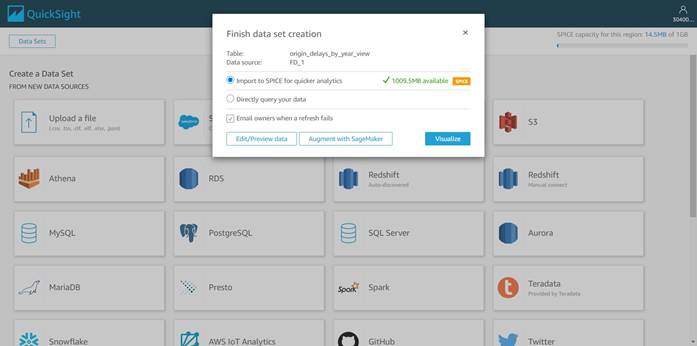 QuickSight
30400...
Data Sets
SPICE capacity for this region: 14.5MB of 1GB
Finish data set creation
Table: origin_delays_by_year_view
Data source: FD_1
Import to SPICE for quicker analytics
1009.5MB available
SPICE
Directly query your data
Email owners when a refresh fails
Edit/Preview data
Augment with SageMaker
Visualize
Create a Data Set
FROM NEW DATA SOURCES
Upload a file
(.csv, .tsv, .clf, .elf, .xlsx, .json)
S3
Athena
RDS
Redshift
Auto-discovered
Redshift
Manual connect
MySQL
PostgreSQL
SQL Server
Aurora
MariaDB
Presto
Spark
Spark
Teradata
Provided by Teradata
Snowflake
AWS IoT Analytics
GitHub
Twitter